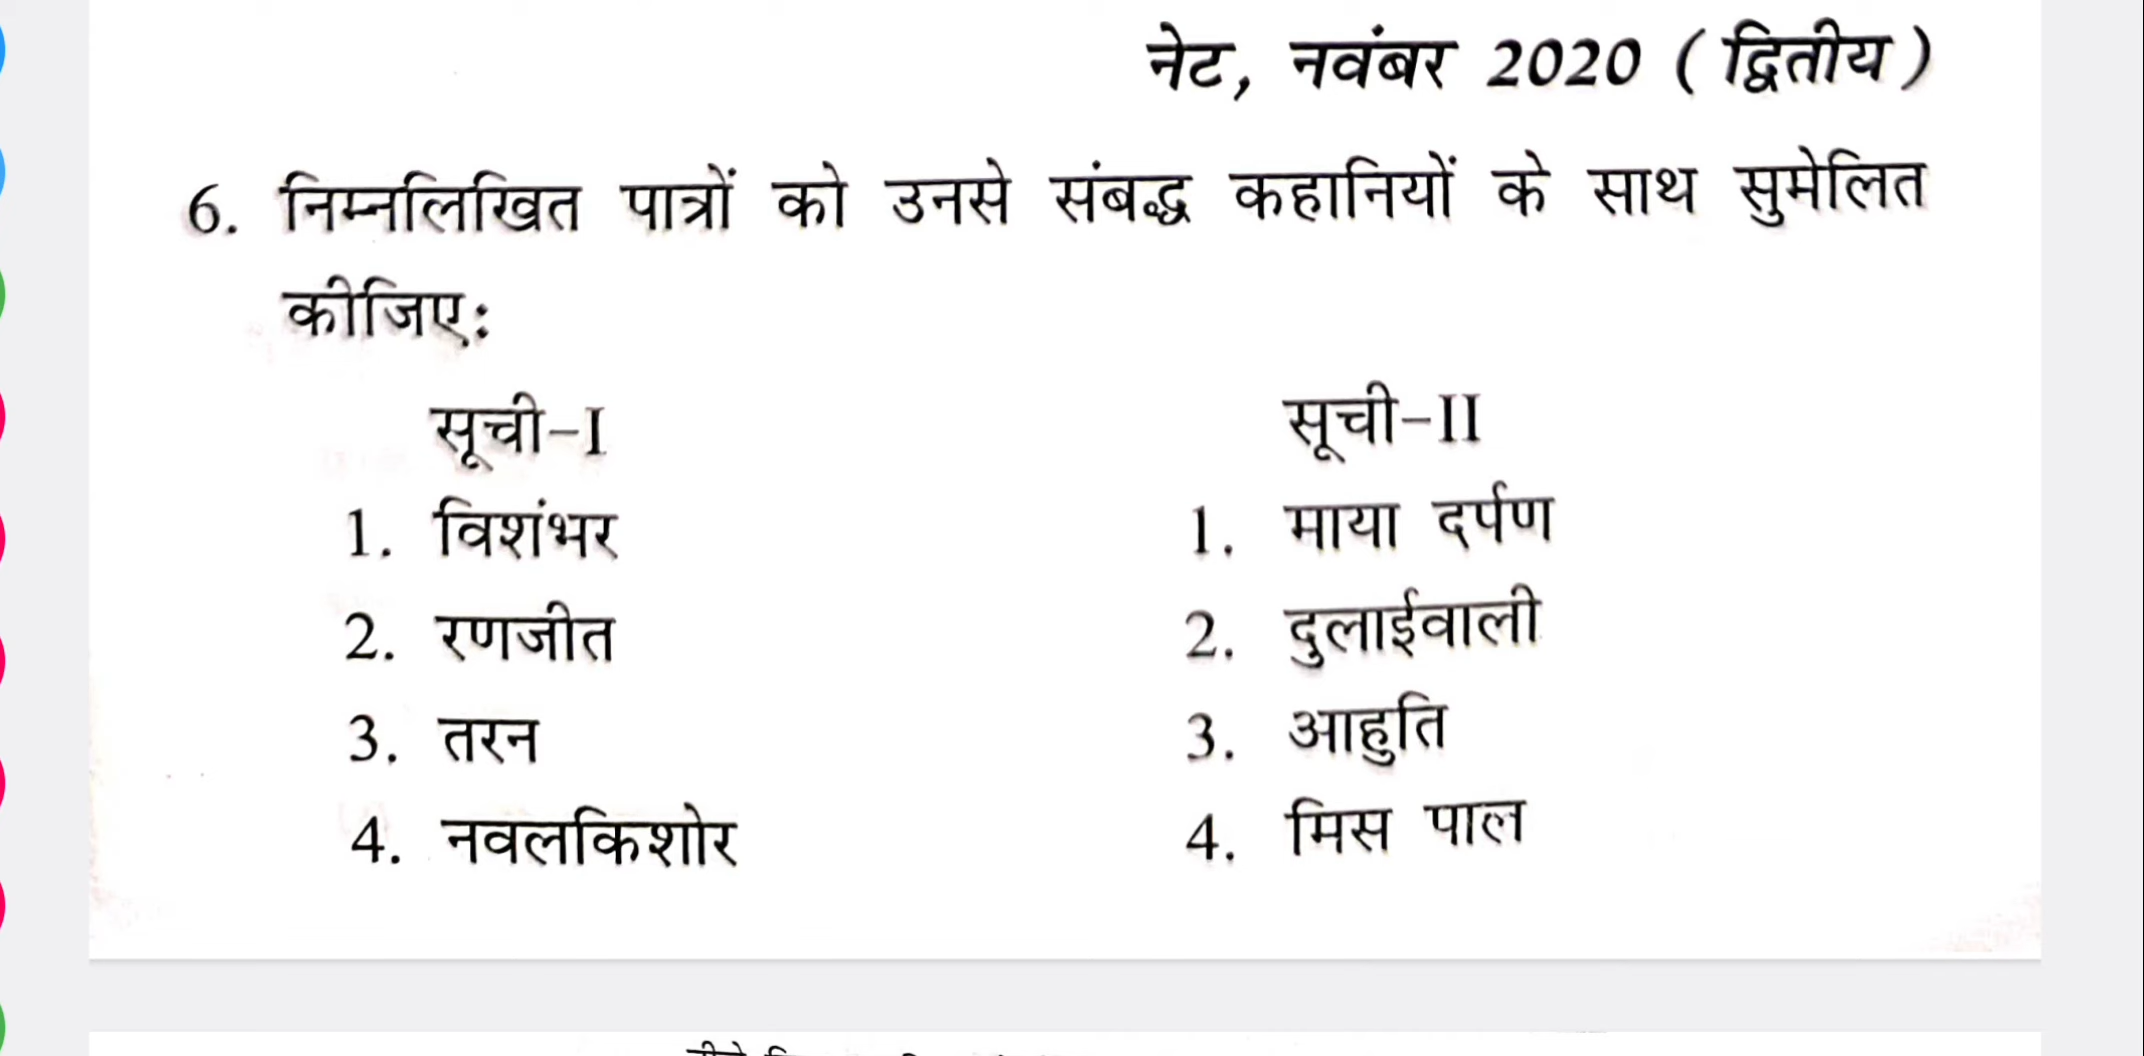 नेट, नवंबर 2020 (द्वितीय)
6. निम्नलिखित पात्रों को उनसे संबद्ध कहानियों के साथ सुमेलित
कीजिए:
सूची-I सूची-II
1. विशंभर 1. माया दर्पण
2. रणजीत 2. दुलाईवाली
3. तरन 3. आहुति
4. नवलकिशोर 4. मिस पाल